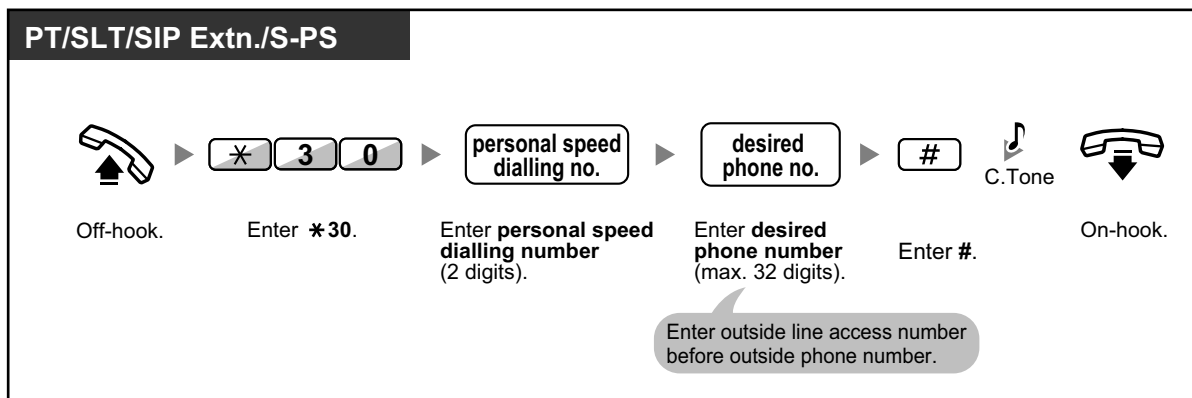 PT/SLT/SIP Extn./S-PS
✳ 3 0
personal speed
dialling no.
desired
phone no.
#
C.Tone
Off-hook.
Enter ✳30.
Enter personal speed
dialling number
(2 digits).
Enter desired
phone number
(max. 32 digits).
Enter #.
On-hook.
Enter outside line access number
before outside phone number.